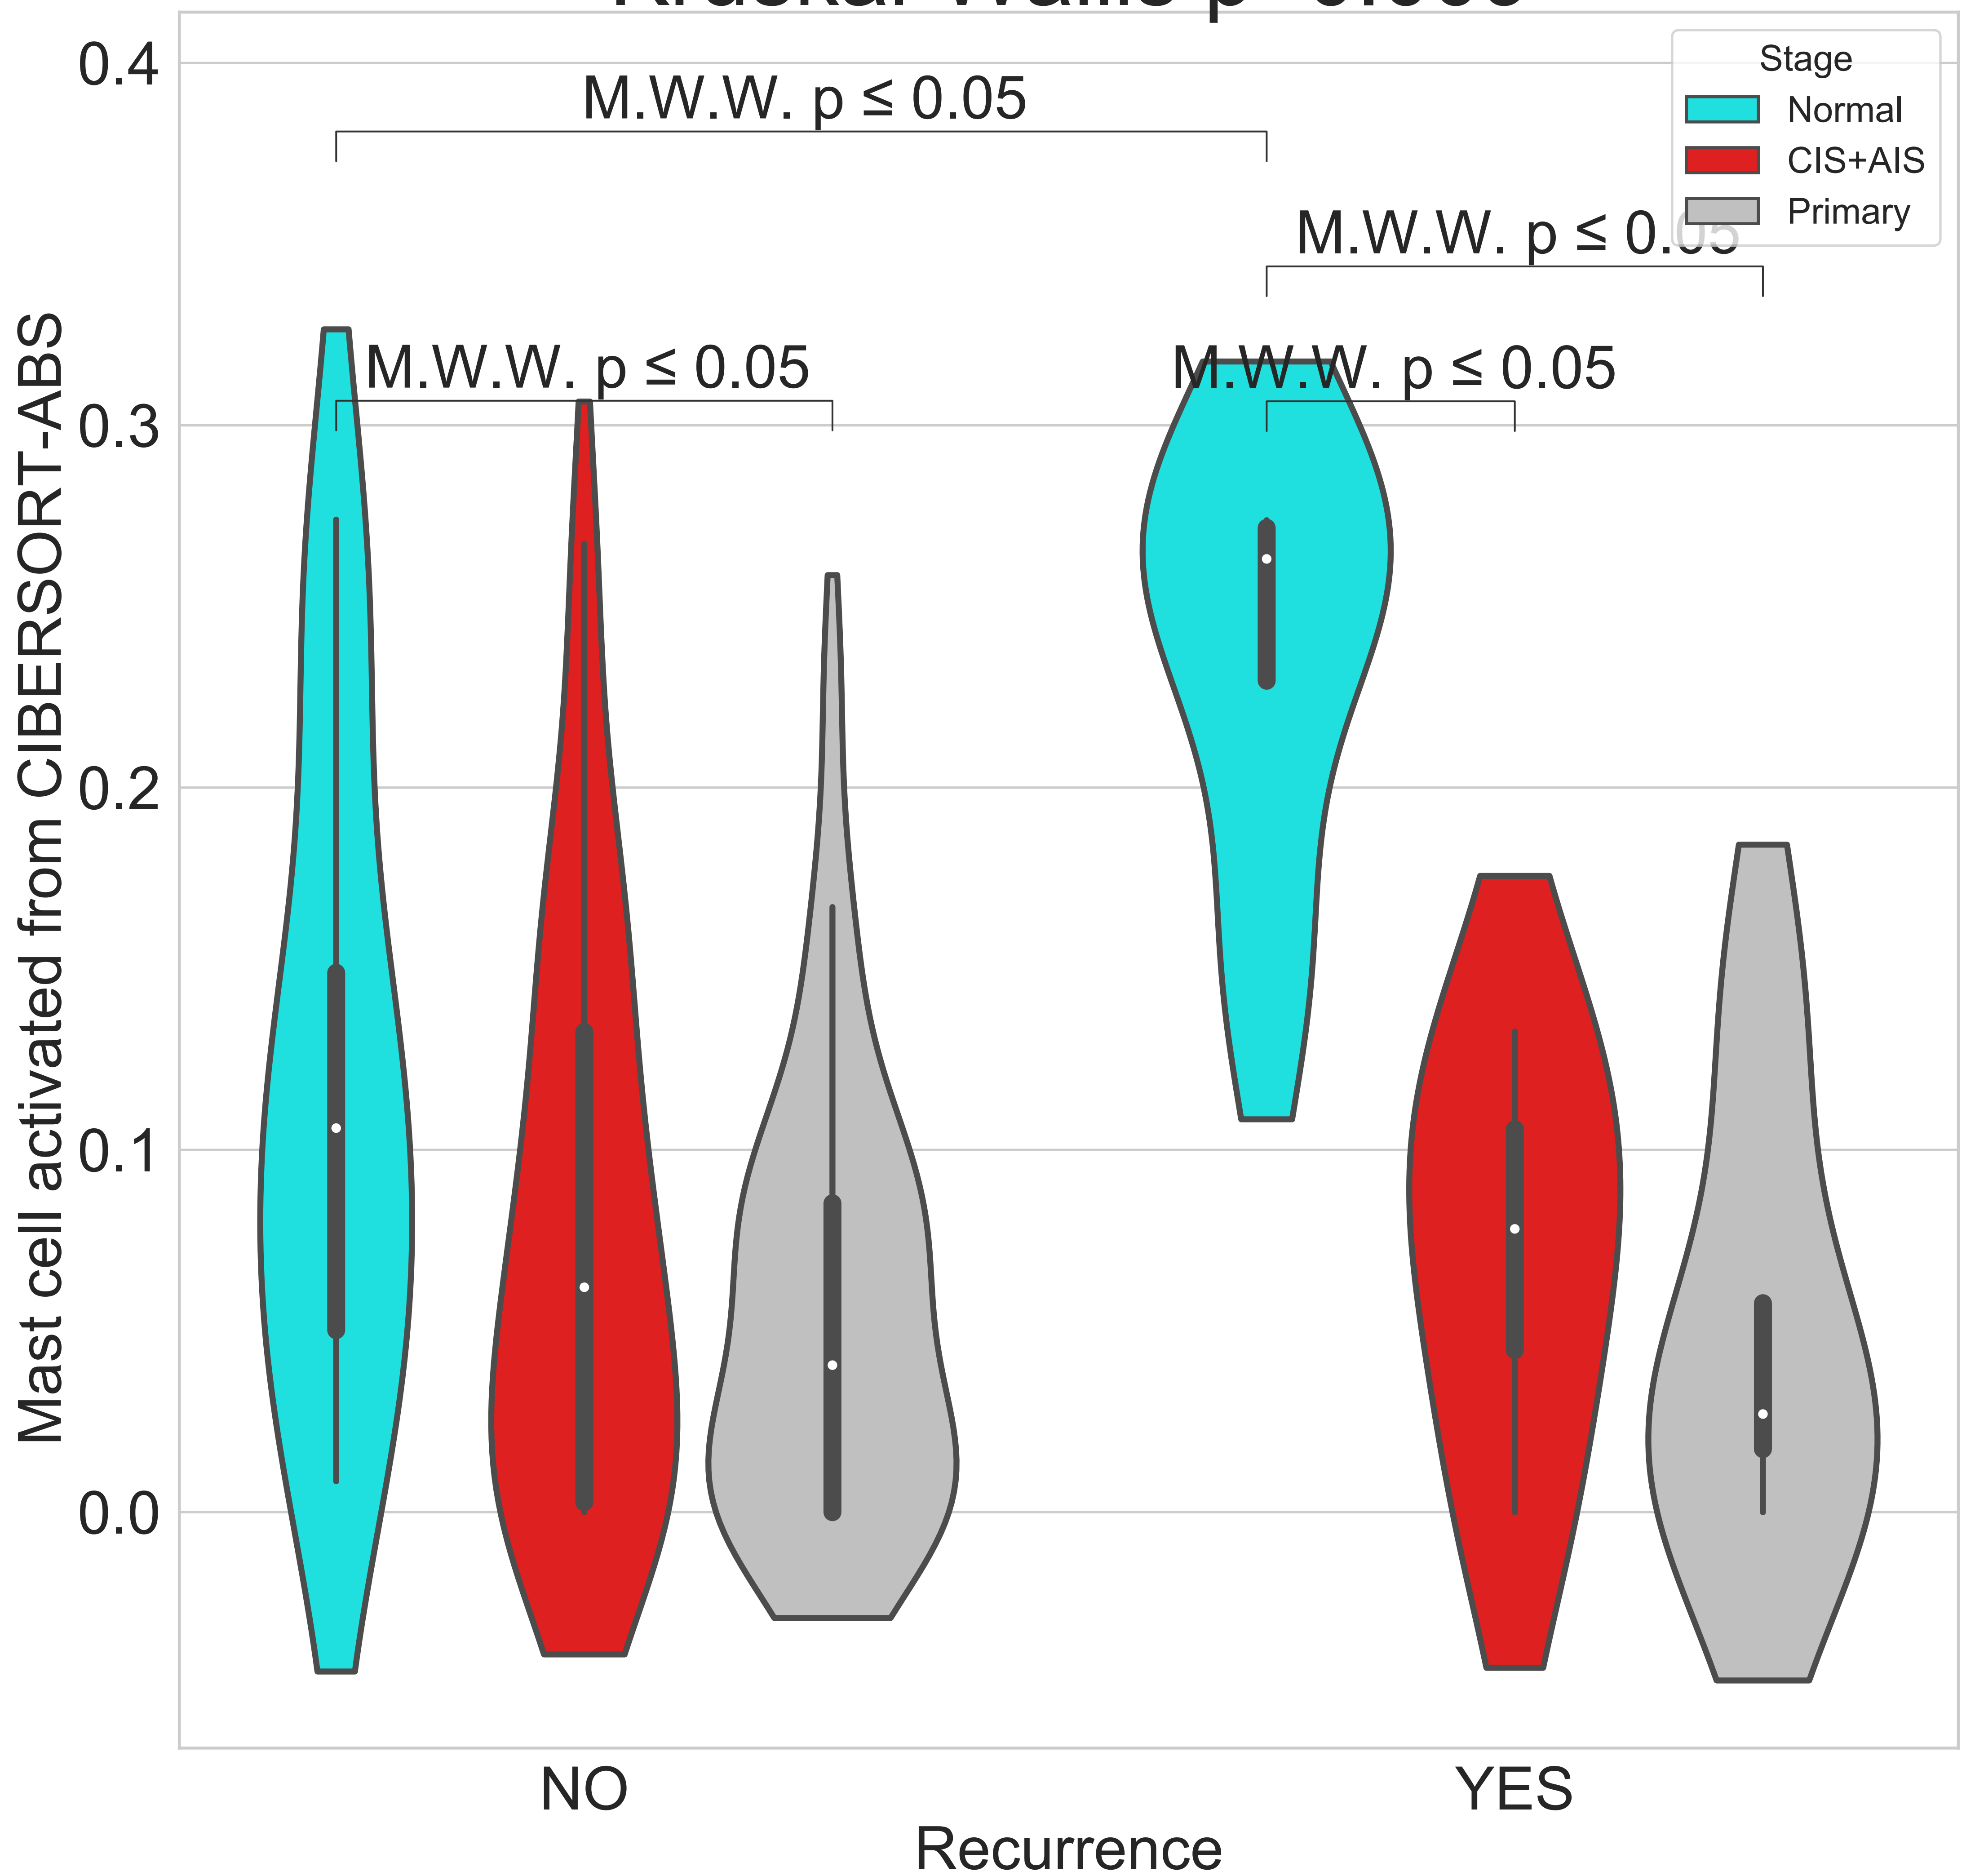 Stage
Normal
CIS+AIS
Primary
M.W.W. p ≤ 0.05
M.W.W. p ≤ 0.05
M.W.W. p ≤ 0.05
M.W.W. p ≤ 0.05
Mast cell activated from CIBERSORT-ABS
0.4
0.3
0.2
0.1
0.0
NO
YES
Recurrence